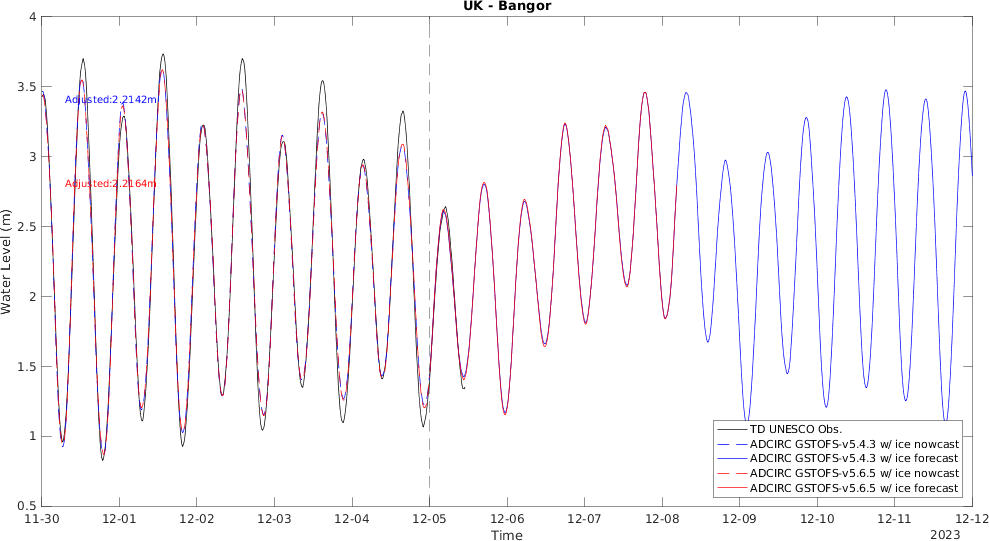 UK - Bangor
4
3.5
3
2.5
2
1.5
1
0.5
Water Level (m)
Adjusted:2.2142m
Adjusted:2.2164m
TD UNESCO Obs.
ADCIRC GSTOFS-v5.4.3 w/ ice nowcast
ADCIRC GSTOFS-v5.4.3 w/ ice forecast
ADCIRC GSTOFS-v5.6.5 w/ ice nowcast
ADCIRC GSTOFS-v5.6.5 w/ ice forecast
11-30 12-01 12-02 12-03 12-04 12-05 12-06 12-07 12-08 12-09 12-10 12-11 12-12
Time
2023